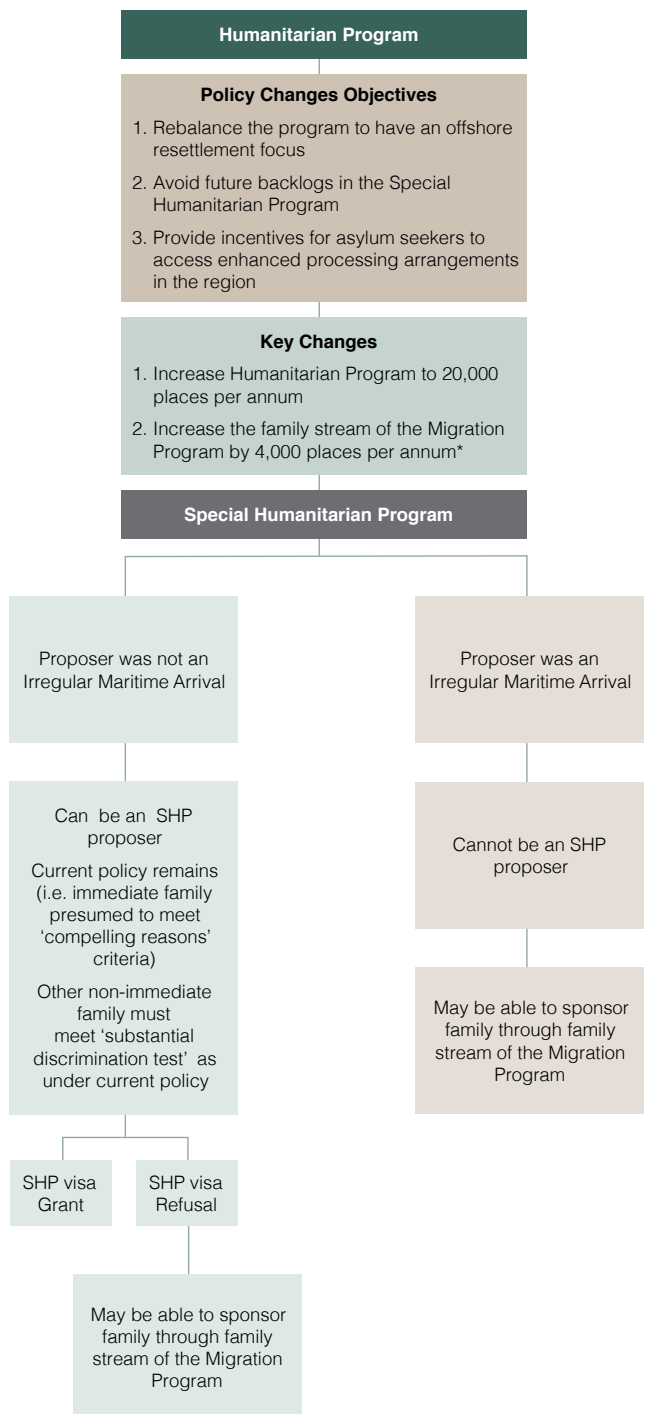 Humanitarian Program
Policy Changes Objectives
1. Rebalance the program to have an offshore
resettlement focus
2. Avoid future backlogs in the Special
Humanitarian Program
3. Provide incentives for asylum seekers to
access enhanced processing arrangements
in the region
Key Changes
1. Increase Humanitarian Program to 20,000
places per annum
2. Increase the family stream of the Migration
Program by 4,000 places per annum*
Special Humanitarian Program
Proposer was not an
Irregular Maritime Arrival
Can be an SHP
proposer
Current policy remains
(i.e. immediate family
presumed to meet
‘compelling reasons’
criteria)
Other non-immediate
family must
meet ‘substantial
discrimination test’ as
under current policy
SHP visa
Grant
SHP visa
Refusal
May be able to sponsor
family through family
stream of the Migration
Program
Proposer was an
Irregular Maritime Arrival
Cannot be an SHP
proposer
May be able to sponsor
family through family
stream of the Migration
Program